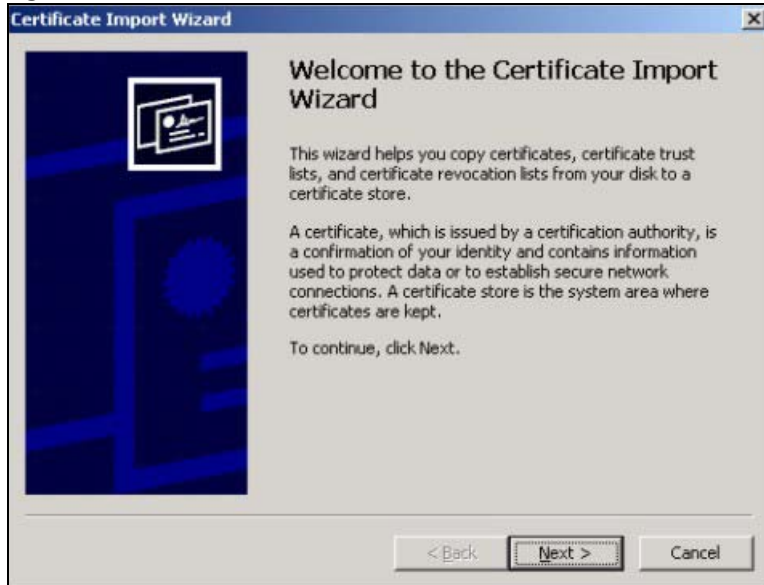 Certificate Import Wizard
Welcome to the Certificate Import
Wizard
This wizard helps you copy certificates, certificate trust
lists, and certificate revocation lists from your disk to a
certificate store.
A certificate, which is issued by a certification authority, is
a confirmation of your identity and contains information
used to protect data or to establish secure network
connections. A certificate store is the system area where
certificates are kept.
To continue, click Next.
< Back Next > Cancel